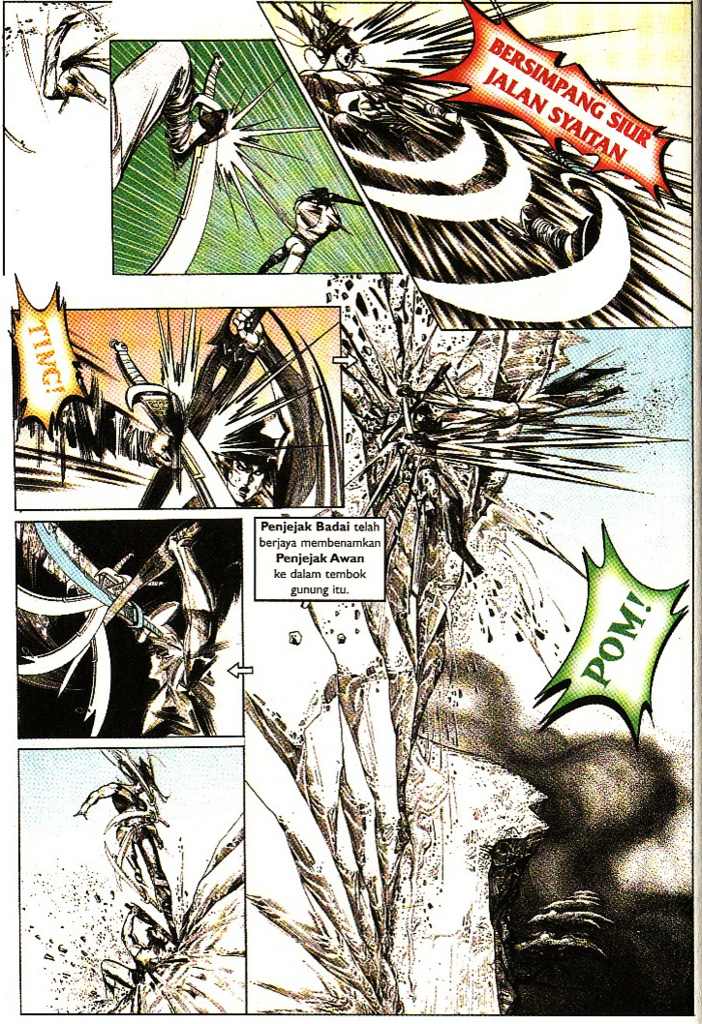 BERSIMPANG SIUR
JALAN SYAITAN
TING!
Penjejak Badai telah
berjaya membenamkan
Penjejak Awan
ke dalam tembok
gunung itu.
POM!